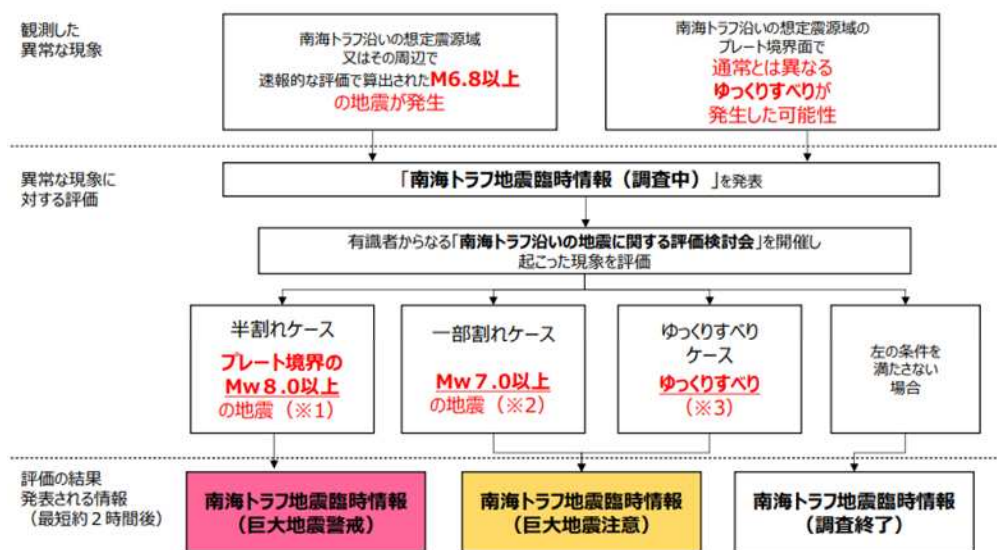 観測した
異常な現象
南海トラフ沿いの想定震源域
又はその周辺で
速報的な評価で算出されたM6.8以上
の地震が発生
南海トラフ沿いの想定震源域の
プレート境界面で
通常とは異なる
ゆっくりすべりが
発生した可能性
異常な現象に
対する評価
「南海トラフ地震臨時情報（調査中）」を発表
有識者からなる「南海トラフ沿いの地震に関する評価検討会」を開催し
起こった現象を評価
半割れケース
プレート境界の
Mw8.0以上
の地震（※1）
一部割れケース
Mw7.0以上
の地震（※2）
ゆっくりすべり
ケース
ゆっくりすべり
（※3）
左の条件を
満たさない
場合
評価の結果
発表される情報
（最短約２時間後）
南海トラフ地震臨時情報
（巨大地震警戒）
南海トラフ地震臨時情報
（巨大地震注意）
南海トラフ地震臨時情報
（調査終了）